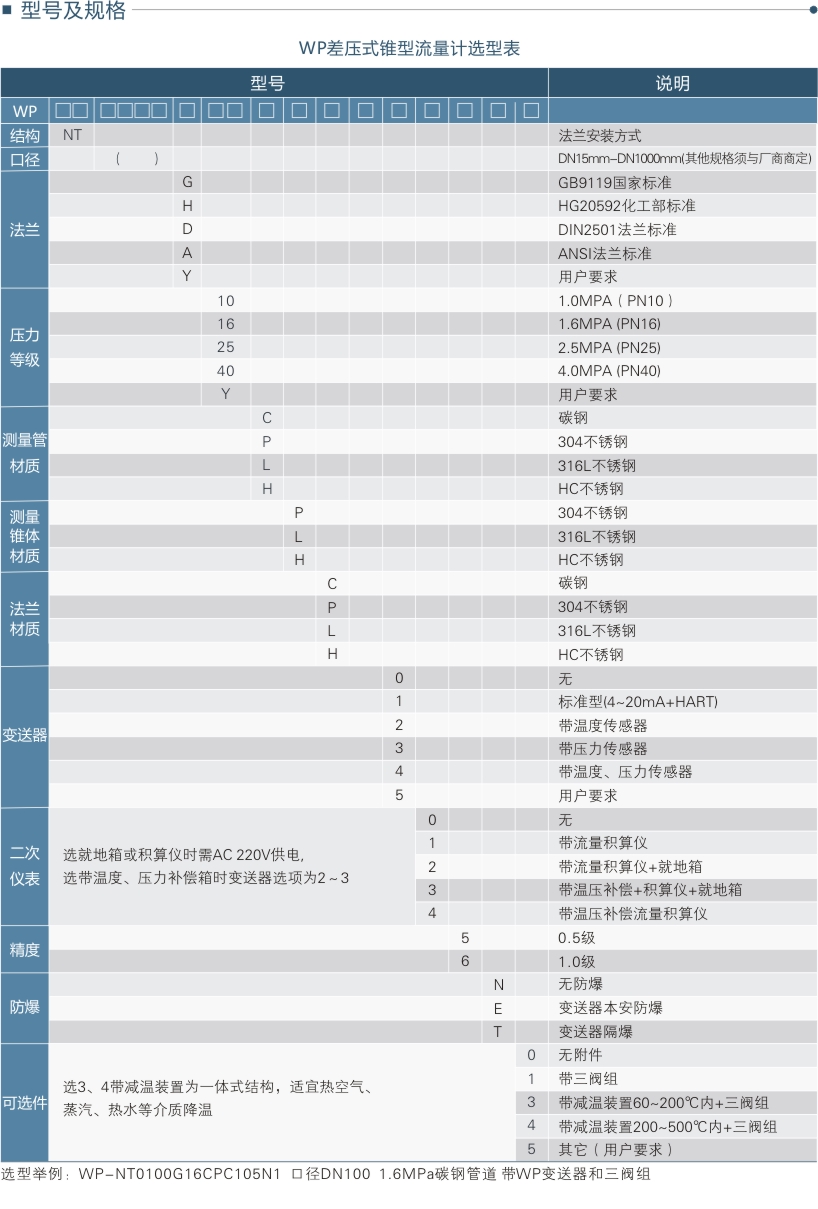 型号及规格
WP差压式锥型流量计选型表
型号 说明
WP □□ □□□□ □ □□ □ □ □ □ □ □ □ □ □
结构 NT 法兰安装方式
口径 ( ) DN15mm-DN1000mm(其他规格须与厂商商定)
法兰
G GB9119国家标准
H HG20592化工部标准
D DIN2501法兰标准
A ANSI法兰标准
Y 用户要求
压力
等级
10 1.0MPA ( PN10 )
16 1.6MPA (PN16)
25 2.5MPA (PN25)
40 4.0MPA (PN40)
Y 用户要求
测量管
材质
C 碳钢
P 304不锈钢
L 316L不锈钢
H HC不锈钢
测量
锥体
材质
P 304不锈钢
L 316L不锈钢
H HC不锈钢
法兰
材质
C 碳钢
P 304不锈钢
L 316L不锈钢
H HC不锈钢
变送器
0 无
1 标准型(4~20mA+HART)
2 带温度传感器
3 带压力传感器
4 带温度、压力传感器
5 用户要求
二次
仪表
选就地箱或积算仪时需AC 220V供电,
选带温度、压力补偿箱时变送器选项为2~3
0 无
1 带流量积算仪
2 带流量积算仪+就地箱
3 带温压补偿+积算仪+就地箱
4 带温压补偿流量积算仪
精度
5 0.5级
6 1.0级
防爆
N 无防爆
E 变送器本安防爆
T 变送器隔爆
可选件
选3、4带减温装置为一体式结构，适宜热空气、
蒸汽、热水等介质降温
0 无附件
1 带三阀组
3 带减温装置60~200℃内+三阀组
4 带减温装置200~500℃内+三阀组
5 其它（用户要求）
选型举例：WP-NT0100G16CPC105N1 口径DN100 1.6MPa碳钢管道 带WP变送器和三阀组